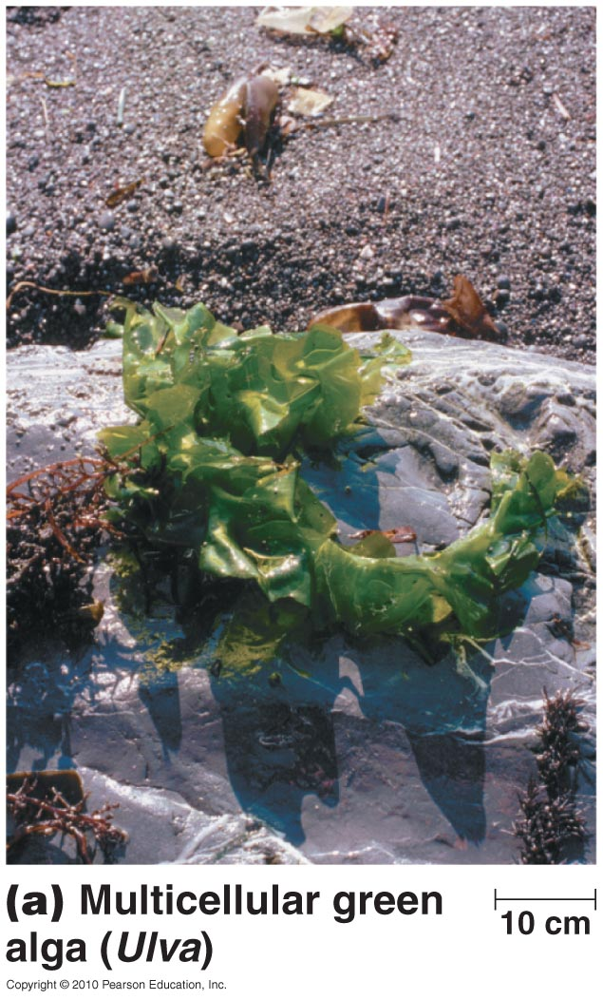 (a) Multicellular green
alga (Ulva)
10 cm
Copyright © 2010 Pearson Education, Inc.